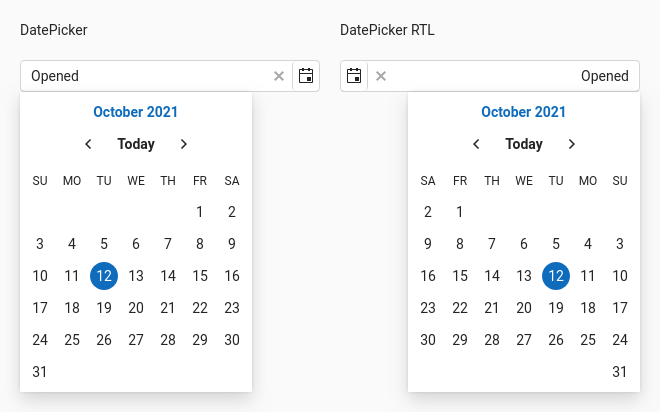 DatePicker
Opened
October 2021
Today
SU MO TU WE TH FR SA
1 2
3 4 5 6 7 8 9
10 11 12 13 14 15 16
17 18 19 20 21 22 23
24 25 26 27 28 29 30
31
DatePicker RTL
Opened
October 2021
Today
SA FR TH WE TU MO SU
2 1
9 8 7 6 5 4 3
16 15 14 13 12 11 10
23 22 21 20 19 18 17
30 29 28 27 26 25 24
31